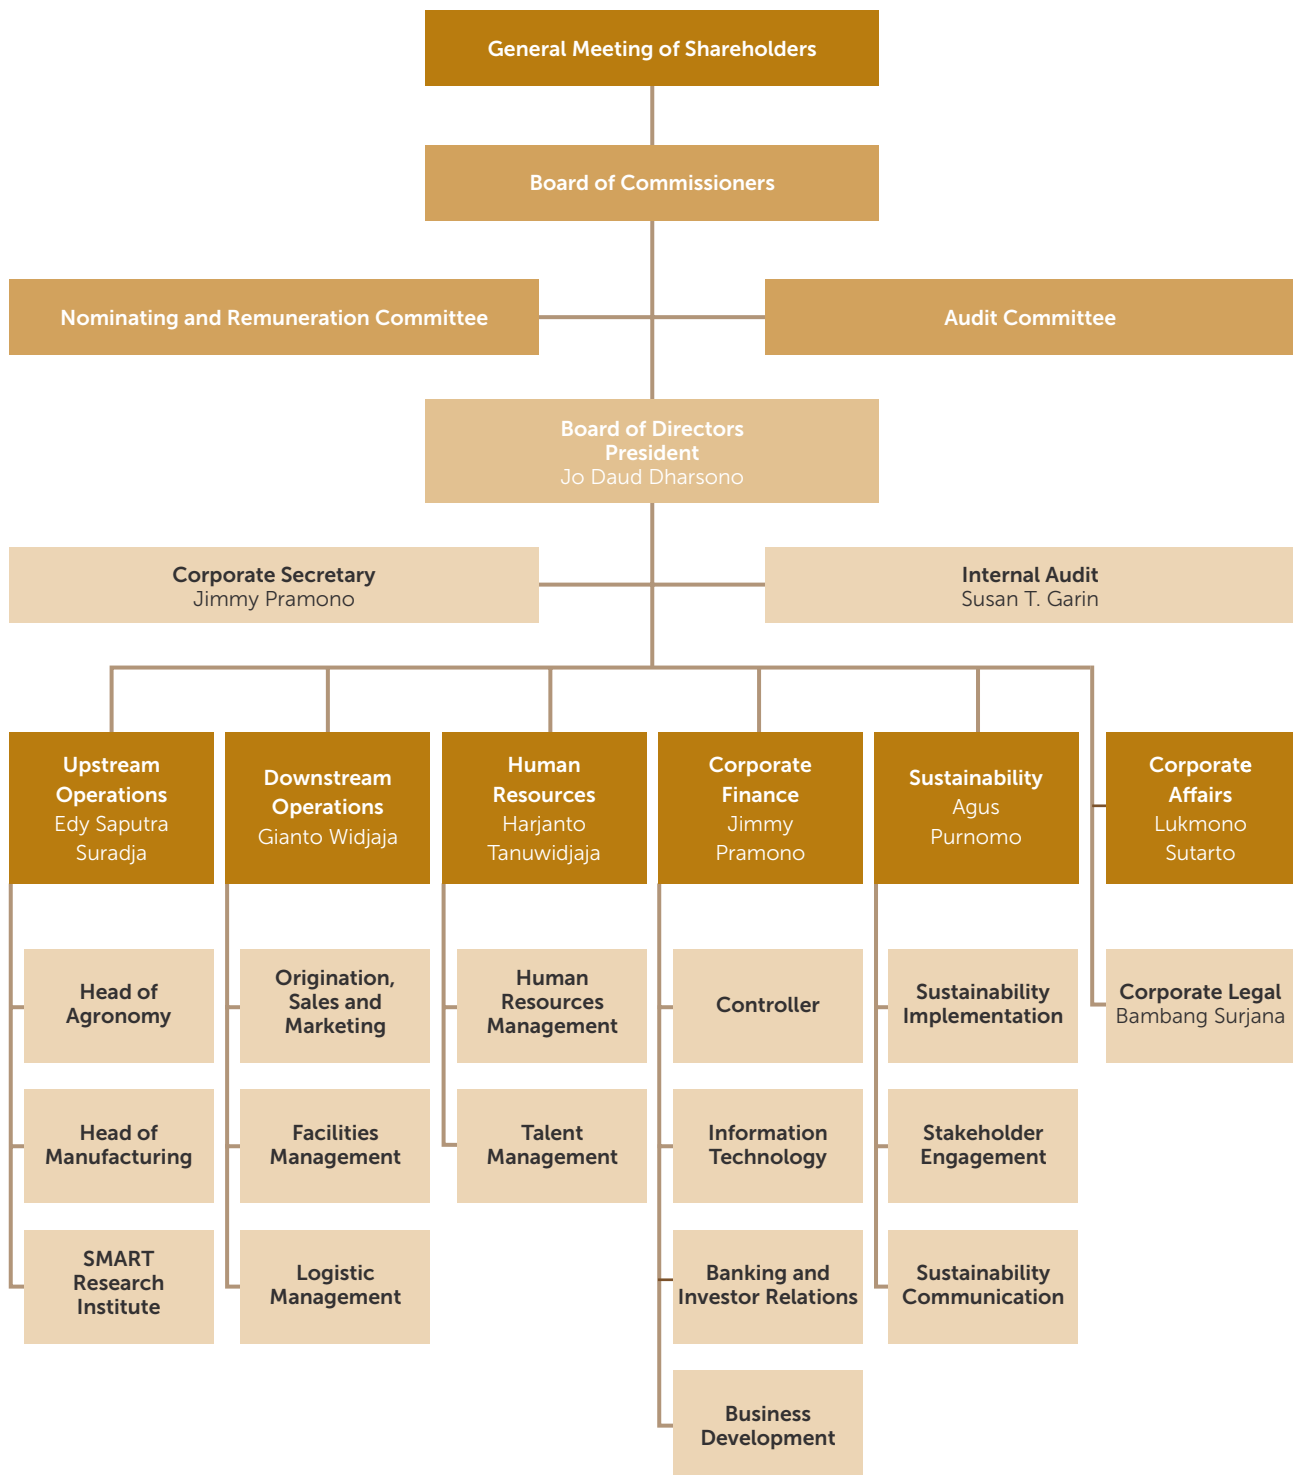 General Meeting of Shareholders
Board of Commissioners
Nominating and Remuneration Committee
Audit Committee
Board of Directors
President
Jo Daud Dharsono
Corporate Secretary
Jimmy Pramono
Internal Audit
Susan T. Garin
Upstream
Operations
Edy Saputra
Suradja
Downstream
Operations
Gianto Widjaja
Human
Resources
Harjanto
Tanuwidjaja
Corporate
Finance
Jimmy
Pramono
Sustainability
Agus
Purnomo
Corporate
Affairs
Lukmono
Sutarto
Head of
Agronomy
Origination,
Sales and
Marketing
Human
Resources
Management
Controller
Sustainability
Implementation
Corporate Legal
Bambang Surjana
Head of
Manufacturing
Facilities
Management
Talent
Management
Information
Technology
Stakeholder
Engagement
SMART
Research
Institute
Logistic
Management
Banking and
Investor Relations
Sustainability
Communication
Business
Development